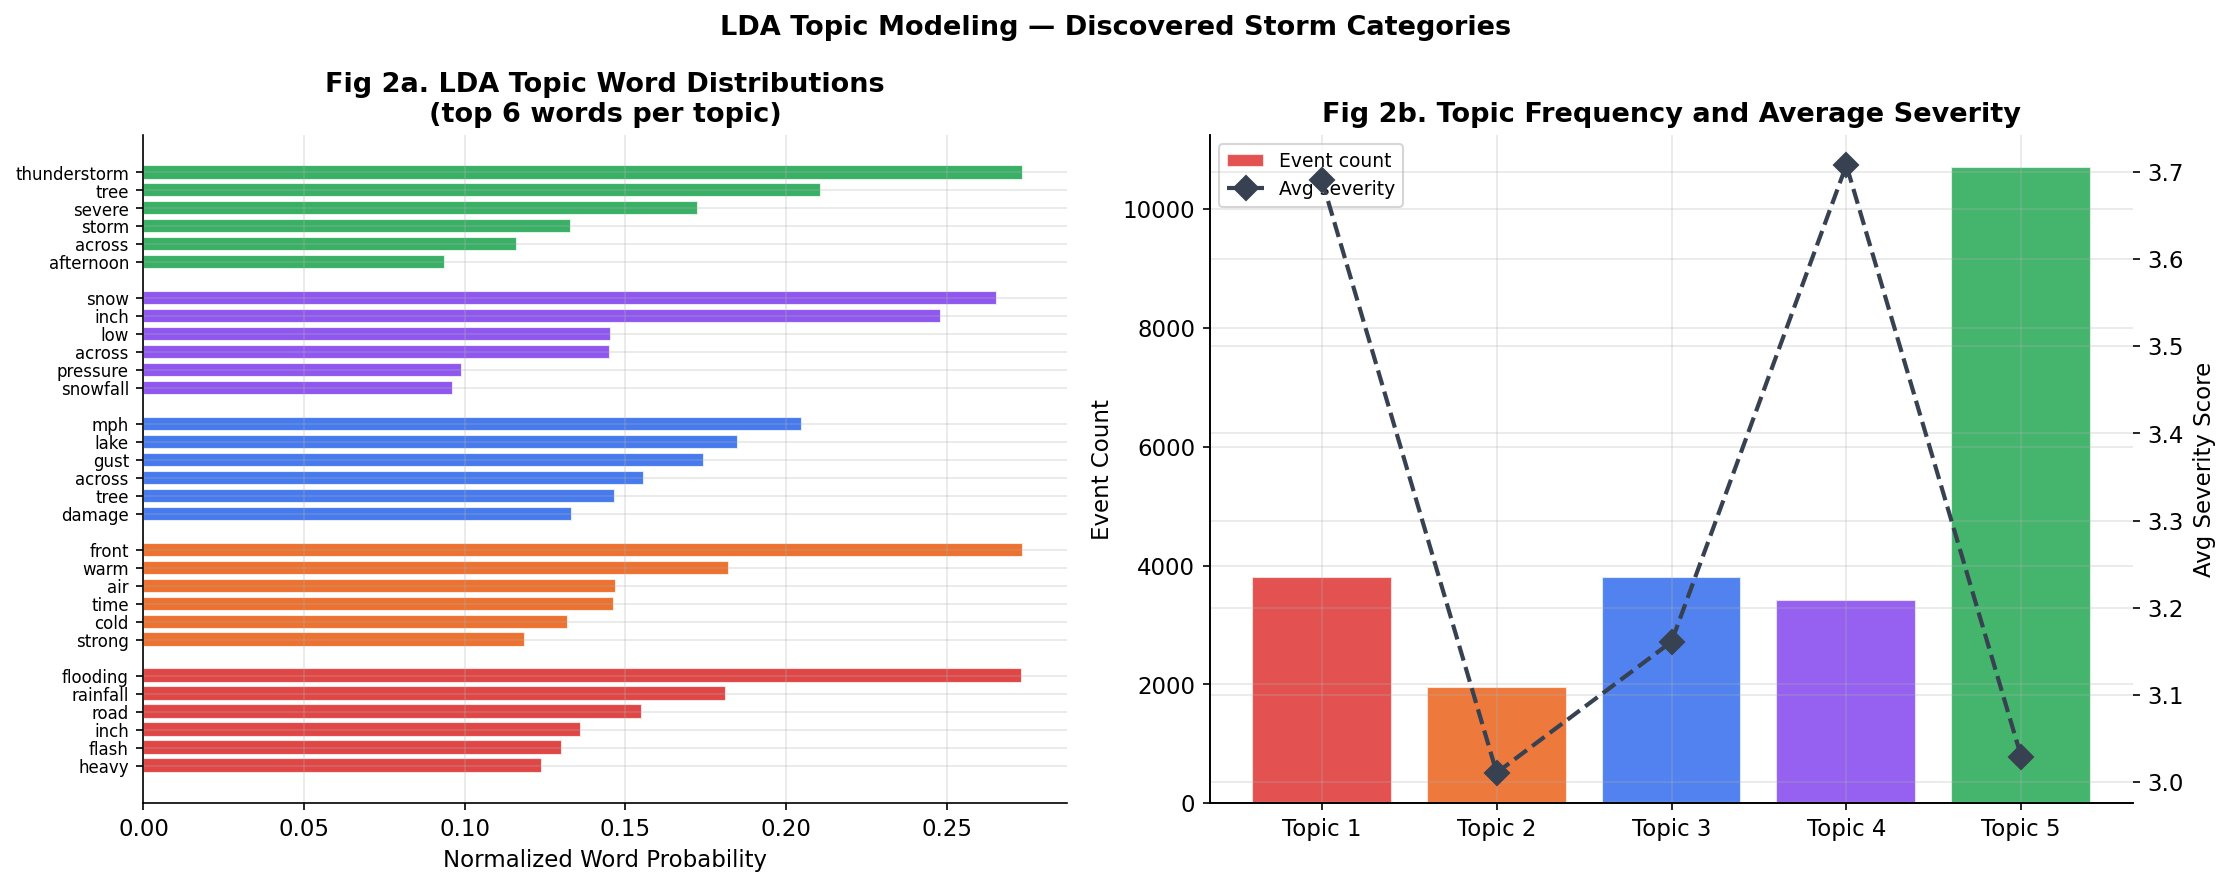 LDA Topic Modeling — Discovered Storm Categories
Fig 2a. LDA Topic Word Distributions
(top 6 words per topic)
thunderstorm
tree
severe
storm
across
afternoon
snow
inch
low
across
pressure
snowfall
mph
lake
gust
across
tree
damage
front
warm
air
time
cold
strong
flooding
rainfall
road
inch
flash
heavy
0.00 0.05 0.10 0.15 0.20 0.25
Normalized Word Probability
Fig 2b. Topic Frequency and Average Severity
Event count
Avg Severity
Event Count
10000
8000
6000
4000
2000
0
Topic 1 Topic 2 Topic 3 Topic 4 Topic 5
3.7
3.6
3.5
3.4
3.3
3.2
3.1
3.0
Avg Severity Score